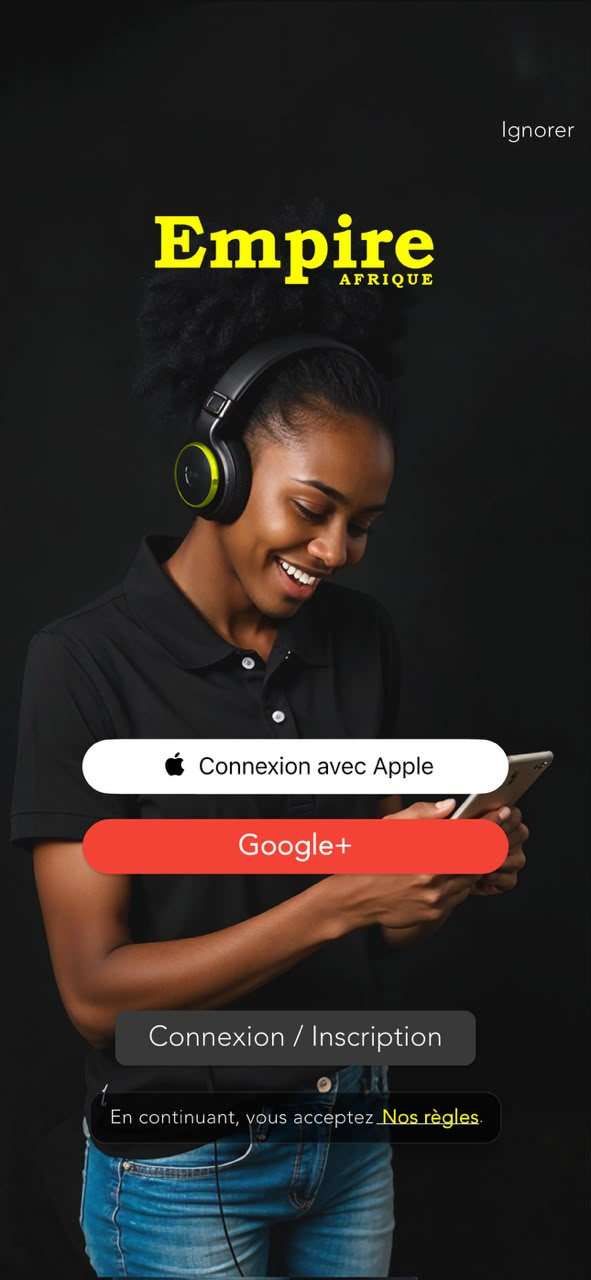 Ignorer
Empire
AFRIQUE
Connexion avec Apple
Google+
Connexion / Inscription
En continuant, vous acceptez Nos règles.